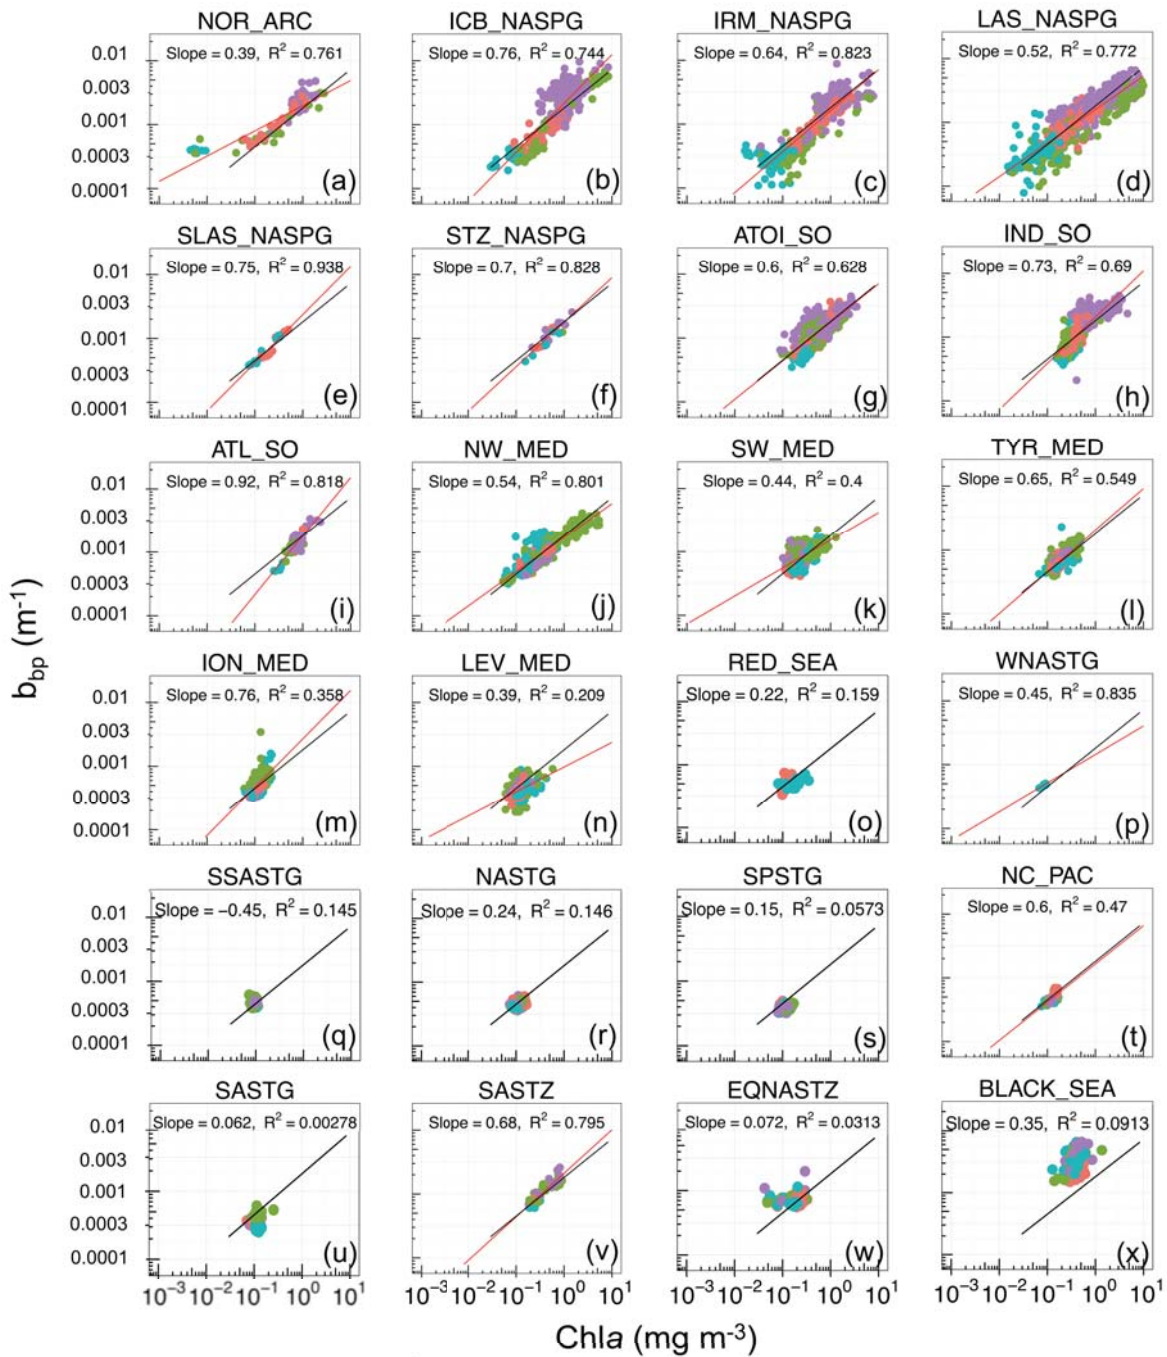 NOR_ARC ICB_NASPG IRM_NASPG LAS_NASPG
0.01 Slope = 0.39, R² = 0.761 Slope = 0.76, R² = 0.744 Slope = 0.64, R² = 0.823 Slope = 0.52, R² = 0.772
0.003
0.001
0.0003
0.0001 (a) (b) (c) (d)
SLAS_NASPG STZ_NASPG ATOI_SO IND_SO
0.01 Slope = 0.75, R² = 0.938 Slope = 0.7, R² = 0.828 Slope = 0.6, R² = 0.628 Slope = 0.73, R² = 0.69
0.003
0.001
0.0003
0.0001 (e) (f) (g) (h)
ATL_SO NW_MED SW_MED TYR_MED
0.01 Slope = 0.92, R² = 0.818 Slope = 0.54, R² = 0.801 Slope = 0.44, R² = 0.4 Slope = 0.65, R² = 0.549
0.003
0.001
0.0003
0.0001 (i) (j) (k) (l)
b_bp (m⁻¹)
ION_MED LEV_MED RED_SEA WNASTG
0.01 Slope = 0.76, R² = 0.358 Slope = 0.39, R² = 0.209 Slope = 0.22, R² = 0.159 Slope = 0.45, R² = 0.835
0.003
0.001
0.0003
0.0001 (m) (n) (o) (p)
SSASTG NASTG SPSTG NC_PAC
0.01 Slope = −0.45, R² = 0.145 Slope = 0.24, R² = 0.146 Slope = 0.15, R² = 0.0573 Slope = 0.6, R² = 0.47
0.003
0.001
0.0003
0.0001 (q) (r) (s) (t)
SASTG SASTZ EQNASTZ BLACK_SEA
0.01 Slope = 0.062, R² = 0.00278 Slope = 0.68, R² = 0.795 Slope = 0.072, R² = 0.0313 Slope = 0.35, R² = 0.0913
0.003
0.001
0.0003
0.0001 (u) (v) (w) (x)
10⁻³ 10⁻² 10⁻¹ 10⁰ 10¹ 10⁻³ 10⁻² 10⁻¹ 10⁰ 10¹ 10⁻³ 10⁻² 10⁻¹ 10⁰ 10¹ 10⁻³ 10⁻² 10⁻¹ 10⁰ 10¹
Chla (mg m⁻³)